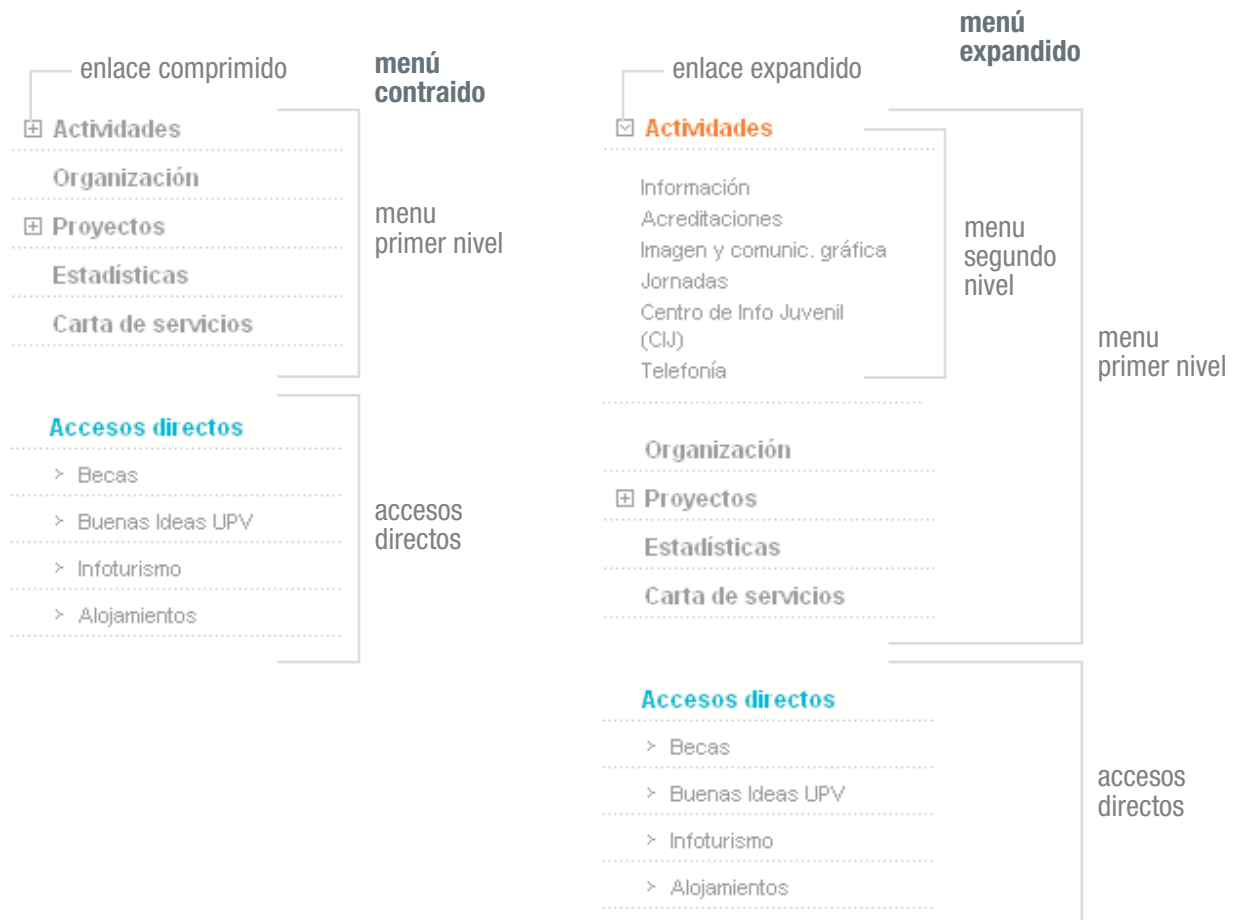 enlace comprimido
menú
contraido
Actividades
Organización
Proyectos
Estadísticas
Carta de servicios
menu
primer nivel
Accesos directos
> Becas
> Buenas Ideas UPV
> Infoturismo
> Alojamientos
accesos
directos
menú
expandido
enlace expandido
Actividades
Información
Acreditaciones
Imagen y comunic. gráfica
Jornadas
Centro de Info Juvenil
(CIJ)
Telefonía
menu
segundo
nivel
Organización
Proyectos
Estadísticas
Carta de servicios
menu
primer nivel
Accesos directos
> Becas
> Buenas Ideas UPV
> Infoturismo
> Alojamientos
accesos
directos